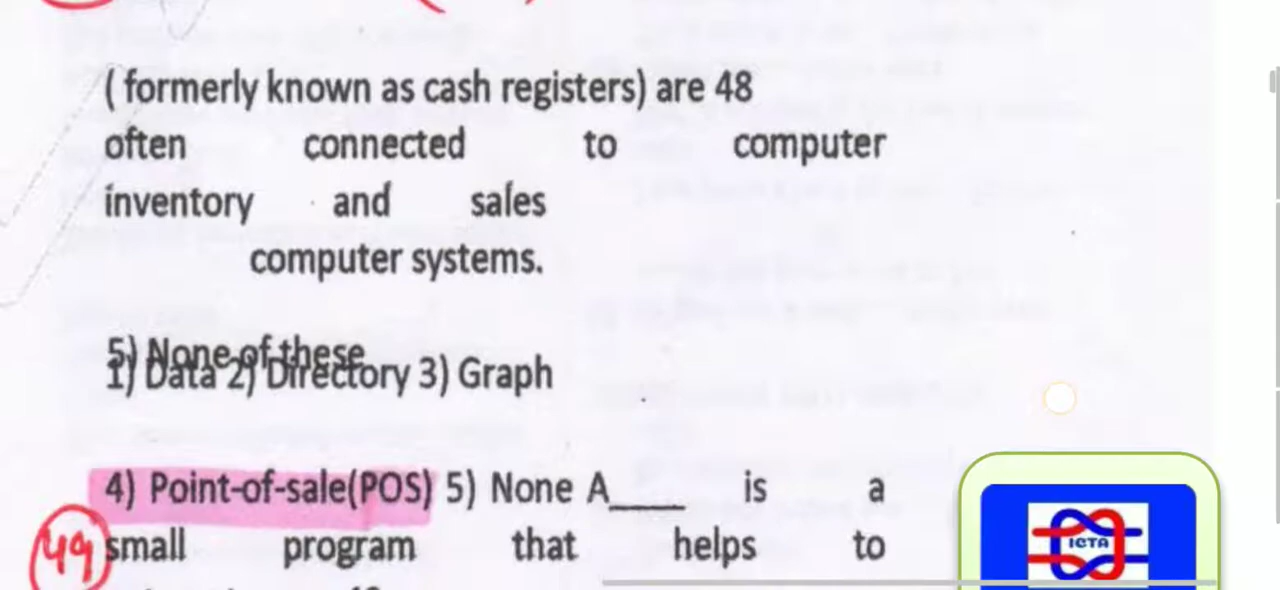 ( formerly known as cash registers) are 48
often connected to computer
inventory and sales
computer systems.
5) None of these
1) Data 2) Directory 3) Graph
4) Point-of-sale(POS) 5) None A____ is a
49 small program that helps to
ICTA